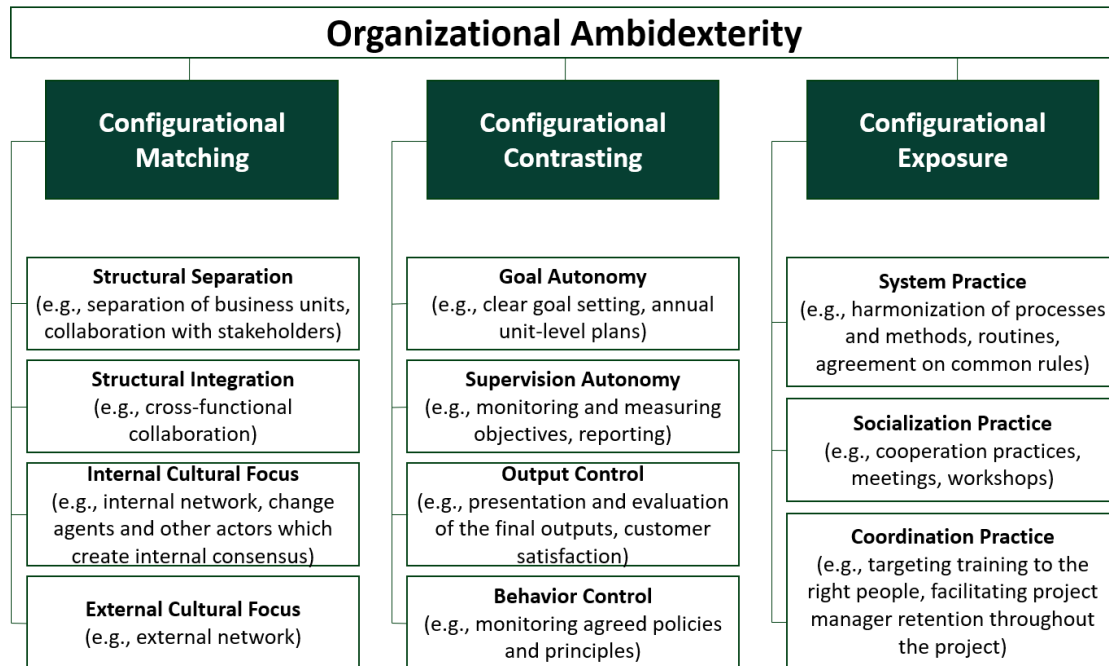 Organizational Ambidexterity
Configurational
Matching
Structural Separation
(e.g., separation of business units,
collaboration with stakeholders)
Structural Integration
(e.g., cross-functional
collaboration)
Internal Cultural Focus
(e.g., internal network, change
agents and other actors which
create internal consensus)
External Cultural Focus
(e.g., external network)
Configurational
Contrasting
Goal Autonomy
(e.g., clear goal setting, annual
unit-level plans)
Supervision Autonomy
(e.g., monitoring and measuring
objectives, reporting)
Output Control
(e.g., presentation and evaluation
of the final outputs, customer
satisfaction)
Behavior Control
(e.g., monitoring agreed policies
and principles)
Configurational
Exposure
System Practice
(e.g., harmonization of processes
and methods, routines,
agreement on common rules)
Socialization Practice
(e.g., cooperation practices,
meetings, workshops)
Coordination Practice
(e.g., targeting training to the
right people, facilitating project
manager retention throughout
the project)